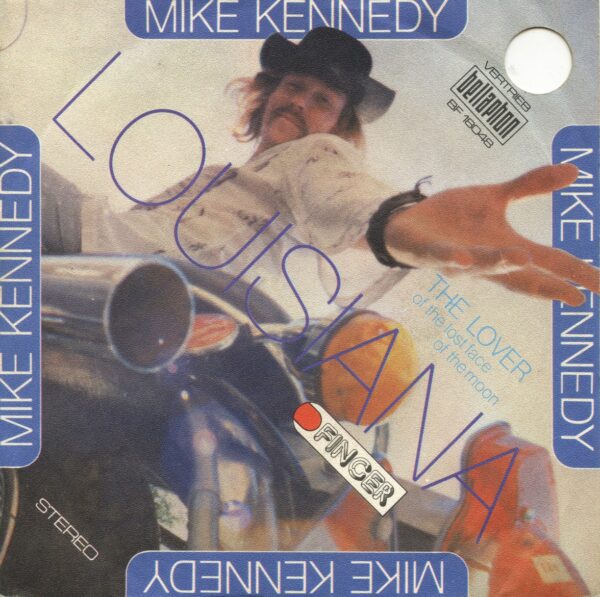 MIKE KENNEDY
VERTRIEB
bellaphon
BF 18048
LOUISIANA
MIKE KENNEDY
MIKE KENNEDY
THE LOVER
of the lost face
of the moon
FINGER
STEREO
MIKE KENNEDY